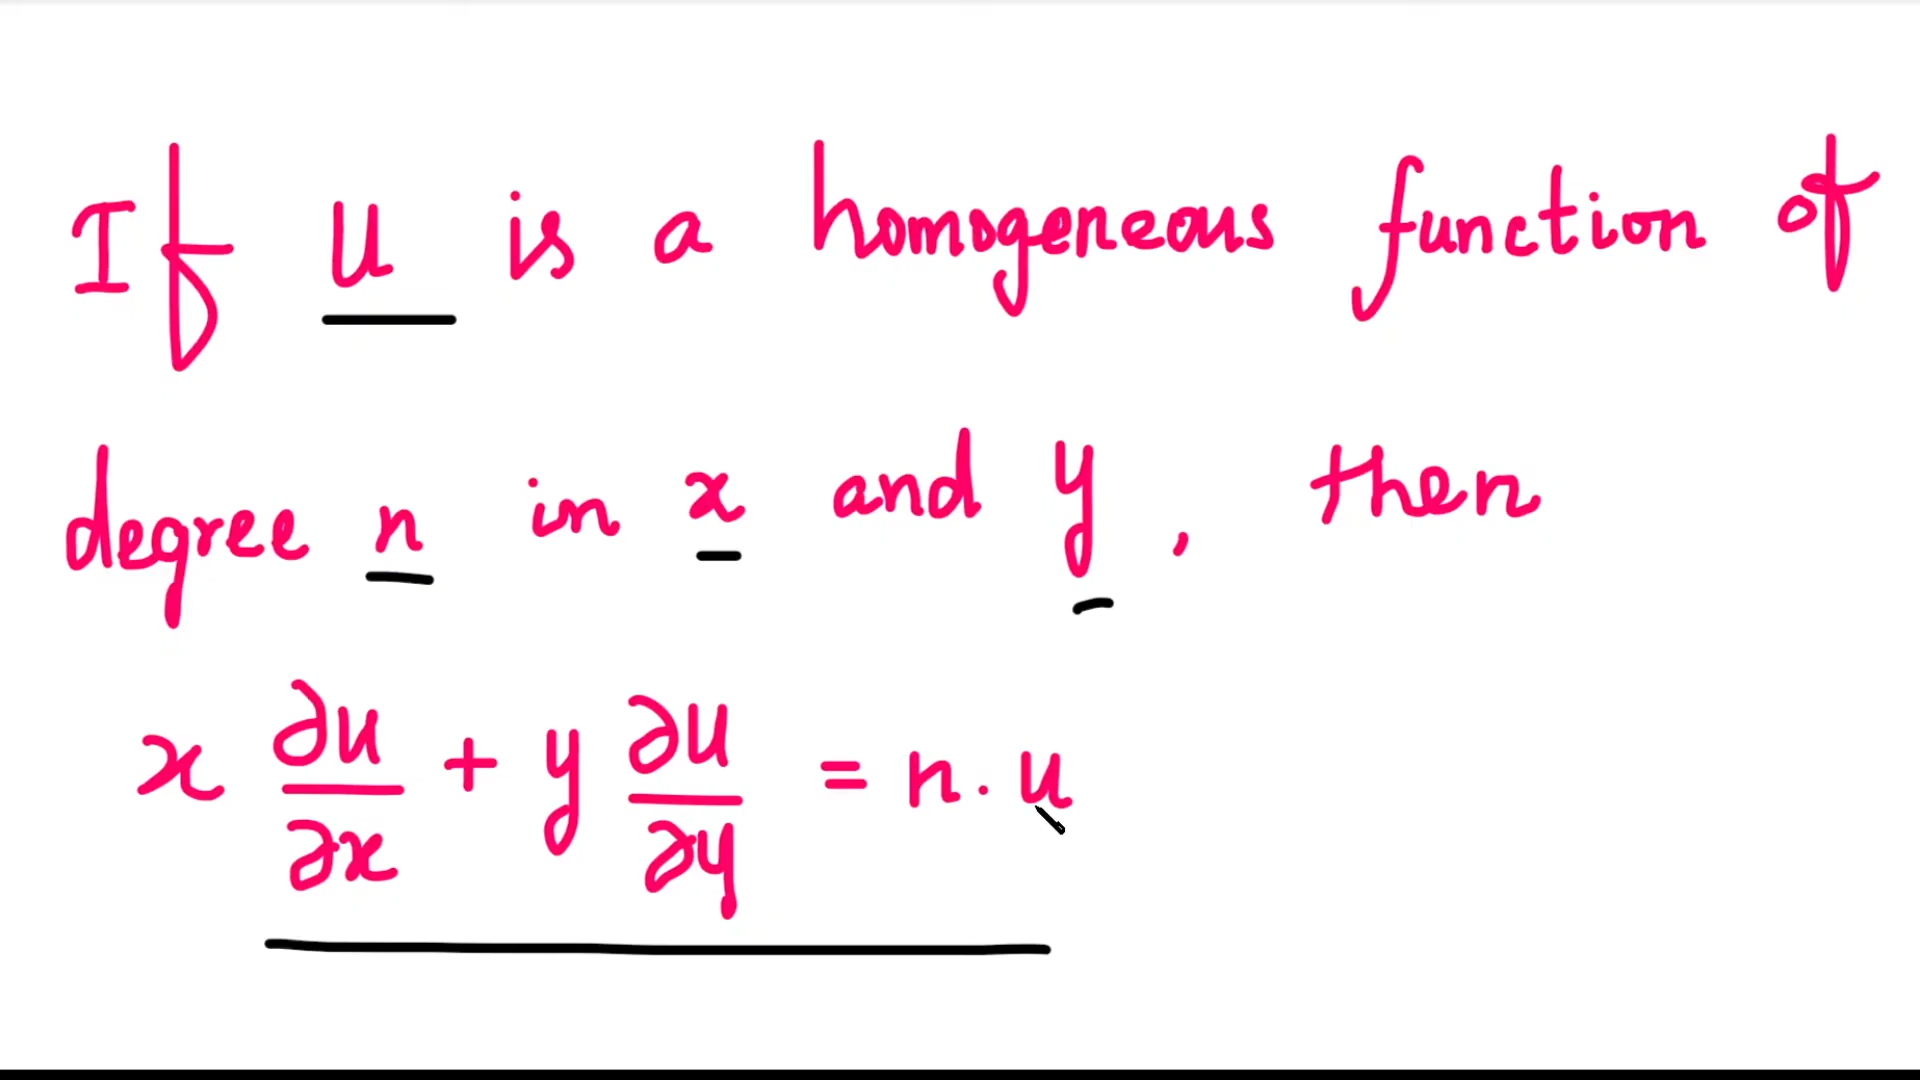 If u is a homogeneous function of
degree n in x and y, then
x ∂u/∂x + y ∂u/∂y = n.u